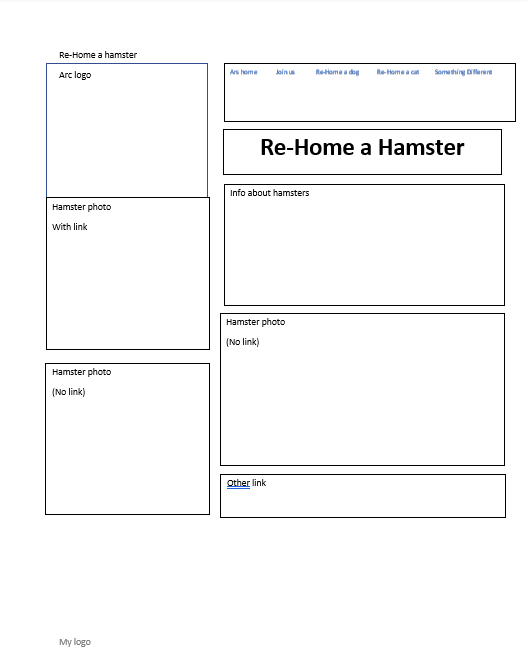 Re-Home a hamster
Arc logo
Ars home Join us Re-Home a dog Re-Home a cat Something Different
Re-Home a Hamster
Hamster photo
With link
Info about hamsters
Hamster photo
(No link)
Hamster photo
(No link)
Other link
My logo